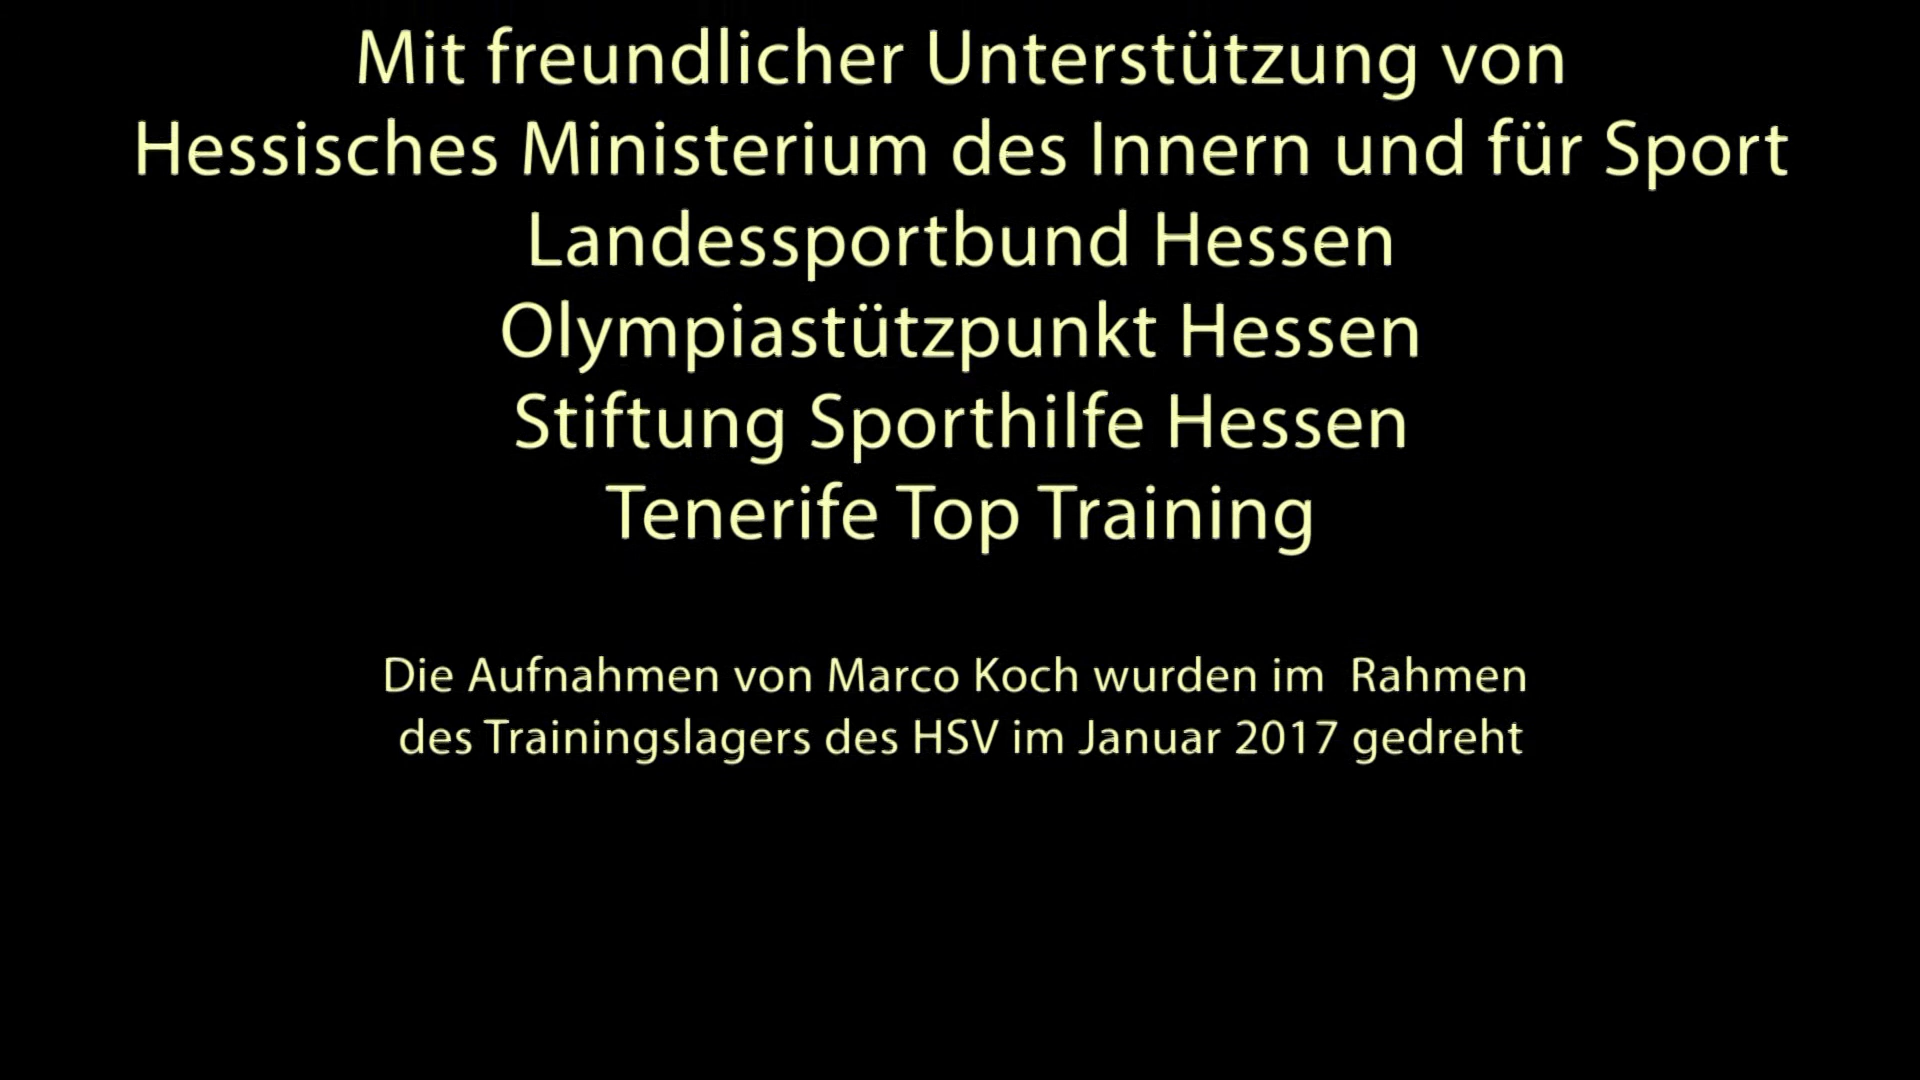 Mit freundlicher Unterstützung von
Hessisches Ministerium des Innern und für Sport
Landessportbund Hessen
Olympiastützpunkt Hessen
Stiftung Sporthilfe Hessen
Tenerife Top Training
Die Aufnahmen von Marco Koch wurden im  Rahmen
des Trainingslagers des HSV im Januar 2017 gedreht